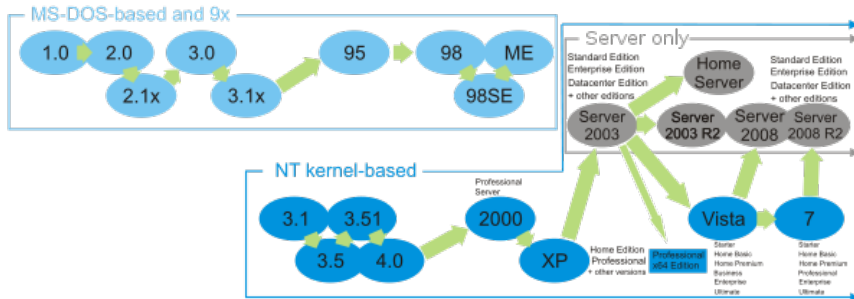 MS-DOS-based and 9x
1.0
2.0
3.0
95
98
ME
2.1x
3.1x
98SE
Server only
Standard Edition
Enterprise Edition
Datacenter Edition
+ other editions
Home
Server
Standard Edition
Enterprise Edition
Datacenter Edition
+ other editions
Server
2003
Server
2003 R2
Server
2008
Server
2008 R2
NT kernel-based
Professional
Server
3.1
3.51
2000
Vista
7
3.5
4.0
XP
Home Edition
Professional
+ other versions
Professional
x64 Edition
Starter
Home Basic
Home Premium
Business
Enterprise
Ultimate
Starter
Home Basic
Home Premium
Professional
Enterprise
Ultimate